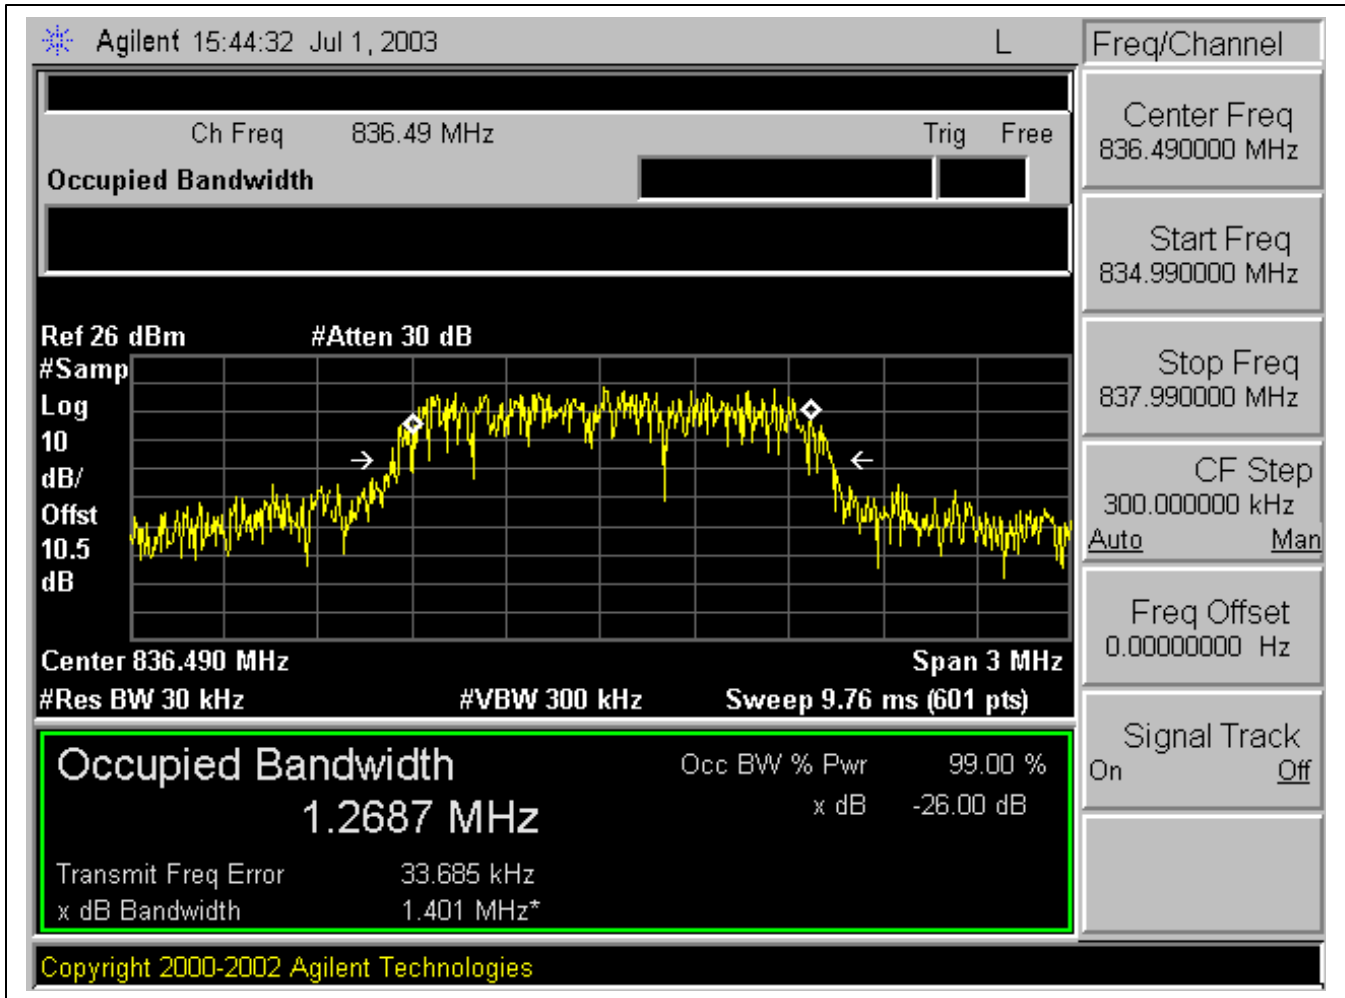 Agilent 15:44:32 Jul 1, 2003 L
Freq/Channel
Ch Freq 836.49 MHz Trig Free
Occupied Bandwidth
Center Freq
836.490000 MHz
Start Freq
834.990000 MHz
Stop Freq
837.990000 MHz
CF Step
300.000000 kHz
Auto Man
Freq Offset
0.00000000 Hz
Signal Track
On Off
Ref 26 dBm #Atten 30 dB
#Samp
Log
10
dB/
Offst
10.5
dB
Center 836.490 MHz Span 3 MHz
#Res BW 30 kHz #VBW 300 kHz Sweep 9.76 ms (601 pts)
Occupied Bandwidth
1.2687 MHz
Occ BW % Pwr 99.00 %
x dB -26.00 dB
Transmit Freq Error 33.685 kHz
x dB Bandwidth 1.401 MHz*
Copyright 2000-2002 Agilent Technologies